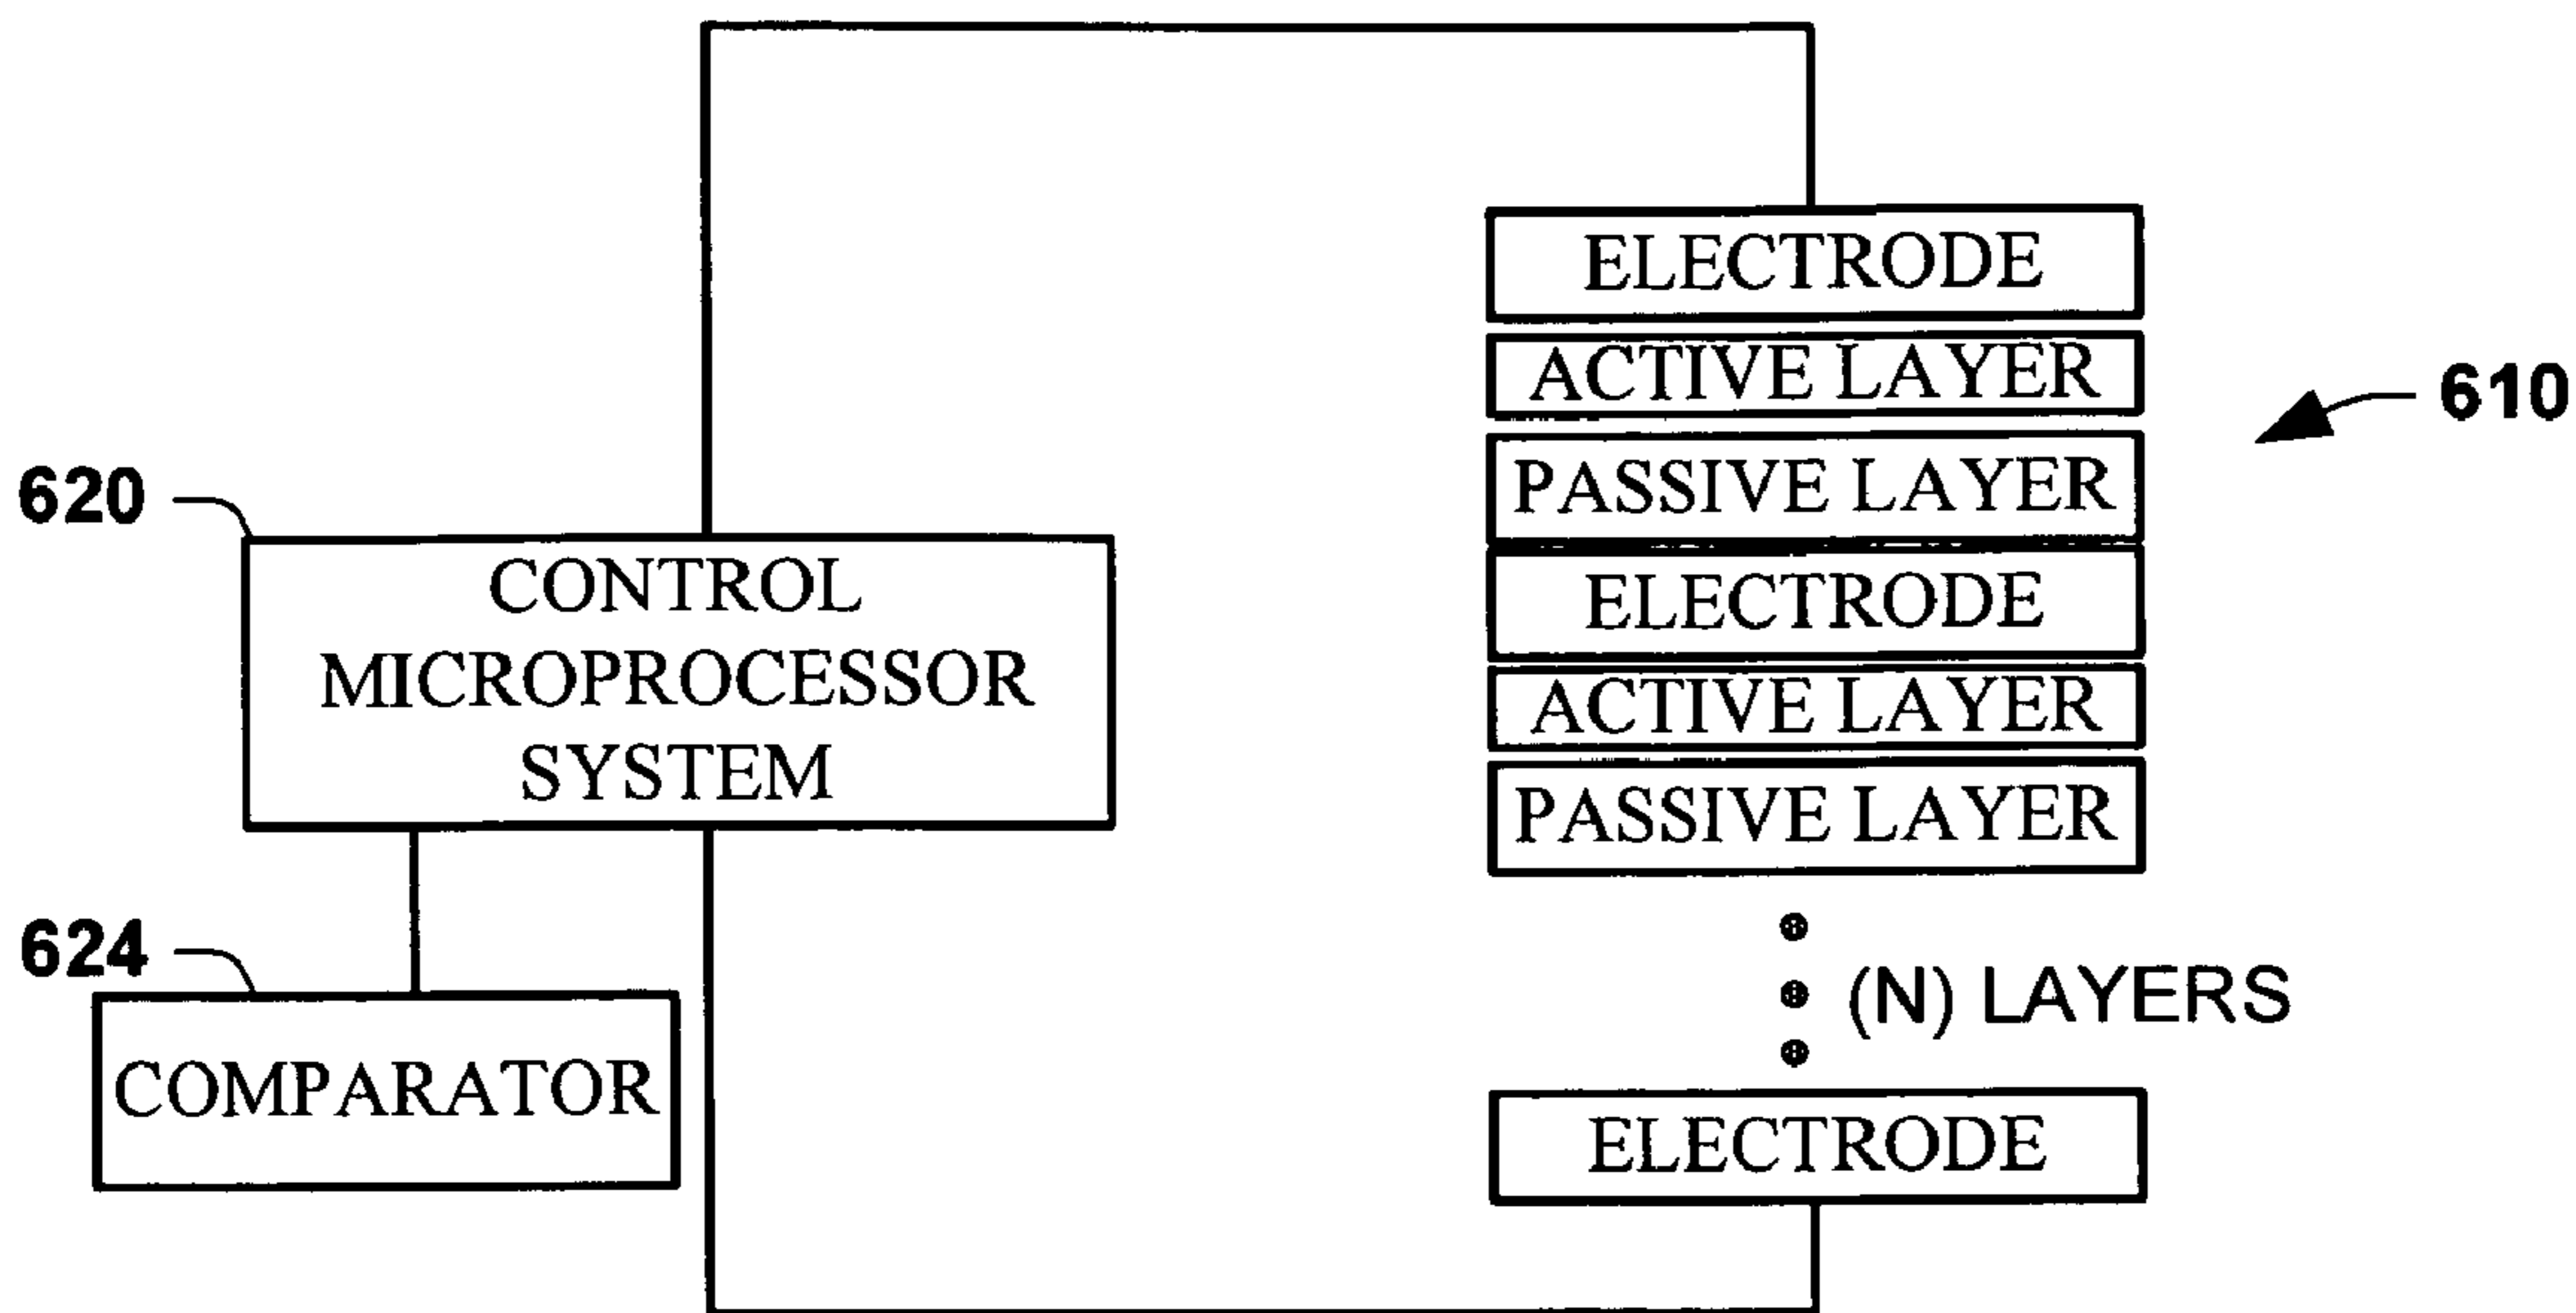 ELECTRODE
ACTIVE LAYER
610
PASSIVE LAYER
620
CONTROL
MICROPROCESSOR
SYSTEM
ELECTRODE
ACTIVE LAYER
PASSIVE LAYER
624
(N) LAYERS
COMPARATOR
ELECTRODE